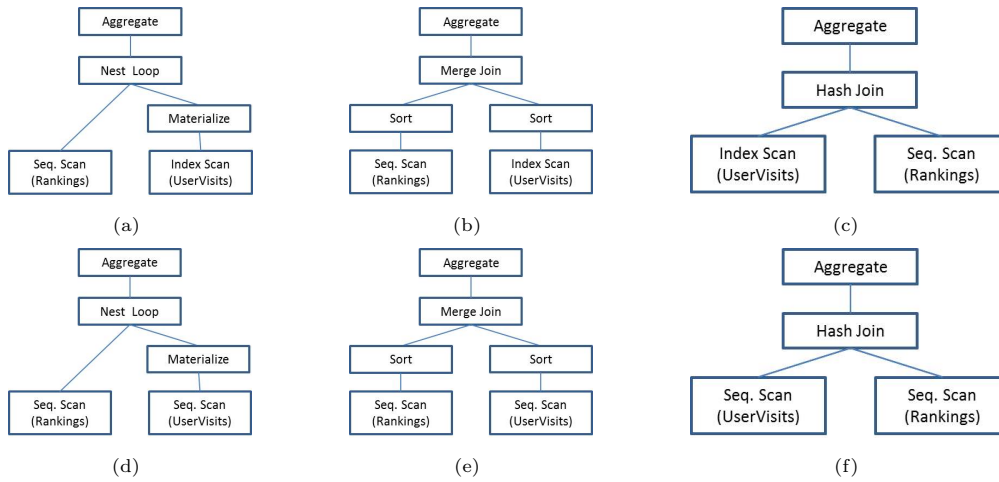 Aggregate
Nest Loop
Materialize
Seq. Scan
(Rankings)
Index Scan
(UserVisits)
(a)
Aggregate
Merge Join
Sort
Sort
Seq. Scan
(Rankings)
Index Scan
(UserVisits)
(b)
Aggregate
Hash Join
Index Scan
(UserVisits)
Seq. Scan
(Rankings)
(c)
Aggregate
Nest Loop
Materialize
Seq. Scan
(Rankings)
Seq. Scan
(UserVisits)
(d)
Aggregate
Merge Join
Sort
Sort
Seq. Scan
(Rankings)
Seq. Scan
(UserVisits)
(e)
Aggregate
Hash Join
Seq. Scan
(UserVisits)
Seq. Scan
(Rankings)
(f)